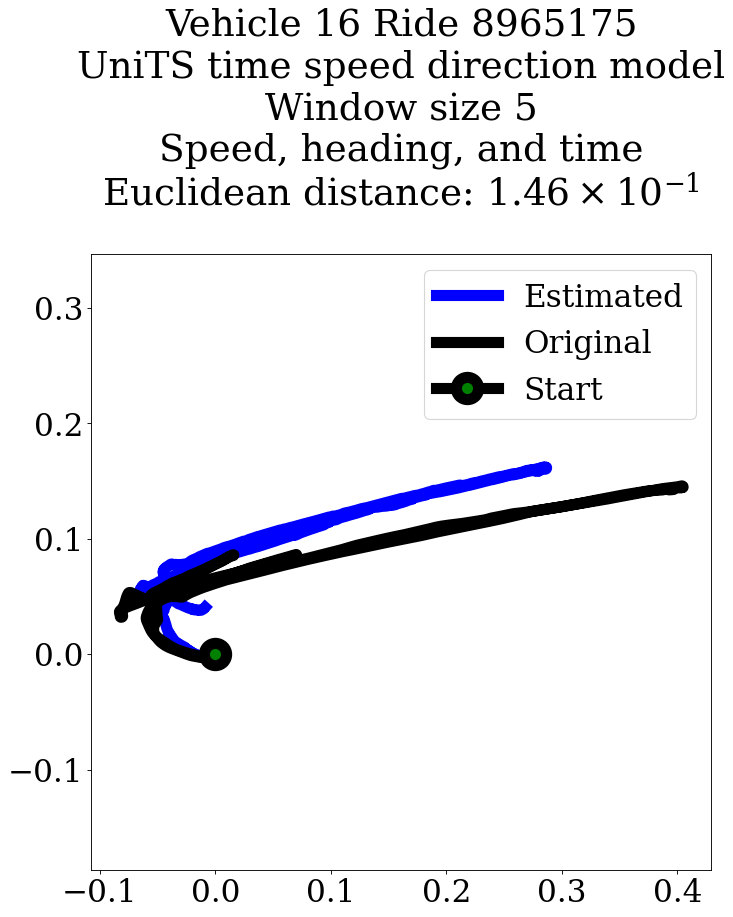 Vehicle 16 Ride 8965175
UniTS time speed direction model
Window size 5
Speed, heading, and time
Euclidean distance: 1.46 × 10⁻¹
Estimated
Original
Start
0.3
0.2
0.1
0.0
−0.1
−0.1 0.0 0.1 0.2 0.3 0.4